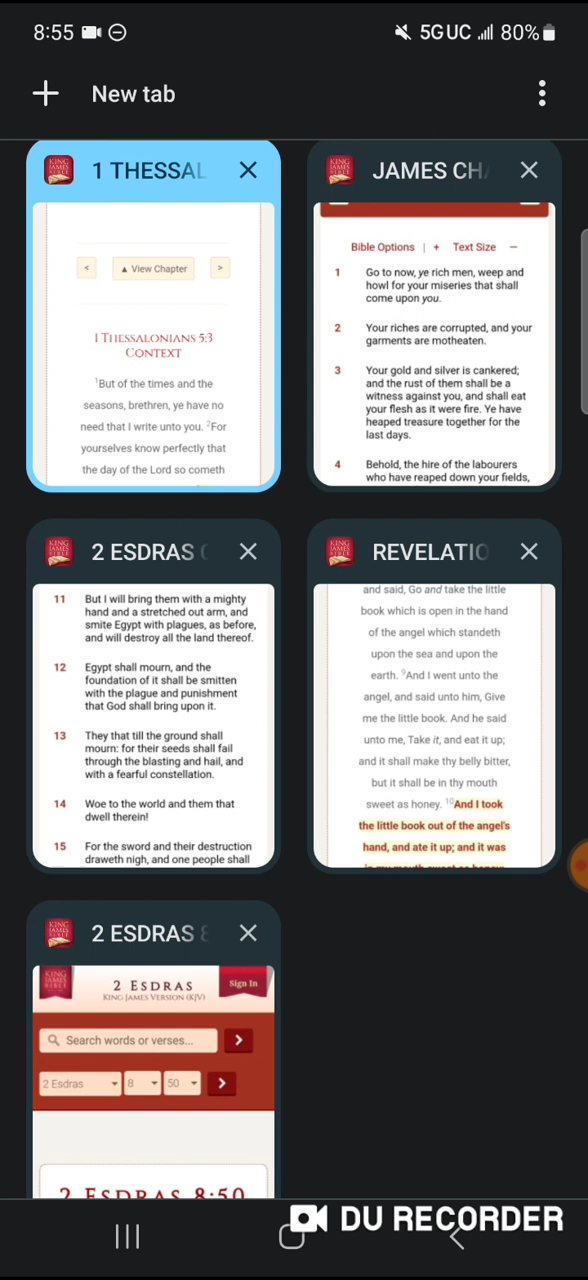 8:55
5G UC 80%
New tab
1 THESSAL
< ▲ View Chapter >
1 THESSALONIANS 5:3
CONTEXT
1But of the times and the
seasons, brethren, ye have no
need that I write unto you. 2For
yourselves know perfectly that
the day of the Lord so cometh
JAMES CHA
Bible Options | + Text Size −
1 Go to now, ye rich men, weep and
howl for your miseries that shall
come upon you.
2 Your riches are corrupted, and your
garments are motheaten.
3 Your gold and silver is cankered;
and the rust of them shall be a
witness against you, and shall eat
your flesh as it were fire. Ye have
heaped treasure together for the
last days.
4 Behold, the hire of the labourers
who have reaped down your fields,
2 ESDRAS
11 But I will bring them with a mighty
hand and a stretched out arm, and
smite Egypt with plagues, as before,
and will destroy all the land thereof.
12 Egypt shall mourn, and the
foundation of it shall be smitten
with the plague and punishment
that God shall bring upon it.
13 They that till the ground shall
mourn: for their seeds shall fail
through the blasting and hail, and
with a fearful constellation.
14 Woe to the world and them that
dwell therein!
15 For the sword and their destruction
draweth nigh, and one people shall
REVELATIO
and said, Go and take the little
book which is open in the hand
of the angel which standeth
upon the sea and upon the
earth. 9And I went unto the
angel, and said unto him, Give
me the little book. And he said
unto me, Take it, and eat it up;
and it shall make thy belly bitter,
but it shall be in thy mouth
sweet as honey. 10And I took
the little book out of the angel's
hand, and ate it up; and it was
in my mouth sweet as honey:
2 ESDRAS 8
KING JAMES BIBLE
2 ESDRAS
KING JAMES VERSION (KJV)
Sign In
Search words or verses...
2 Esdras 8 50
2 ESDRAS 8:50
DU RECORDER